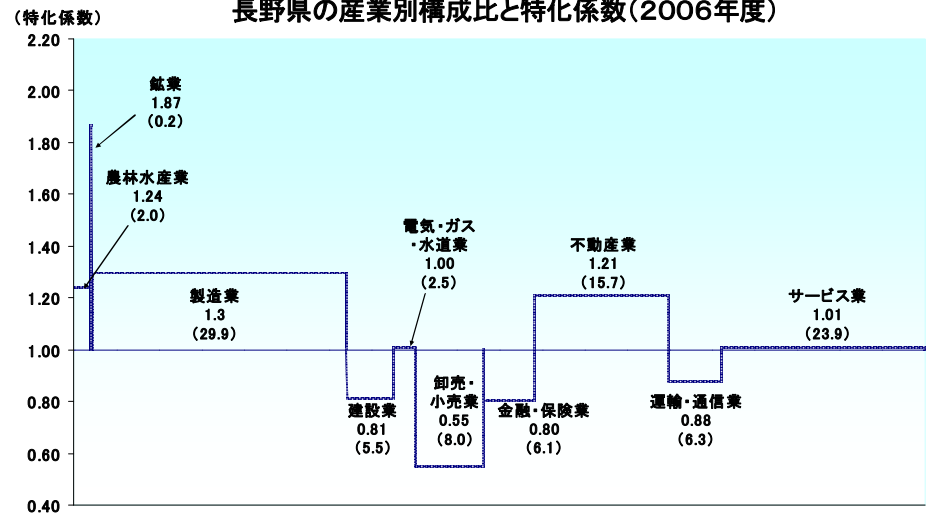 長野県の産業別構成比と特化係数（２００６年度）
（特化係数）
2.20
2.00
1.80
1.60
1.40
1.20
1.00
0.80
0.60
0.40
鉱業
1.87
（0.2）
農林水産業
1.24
（2.0）
製造業
1.3
（29.9）
建設業
0.81
（5.5）
電気・ガス
・水道業
1.00
（2.5）
卸売・
小売業
0.55
（8.0）
金融・保険業
0.80
（6.1）
不動産業
1.21
（15.7）
運輸・通信業
0.88
（6.3）
サービス業
1.01
（23.9）